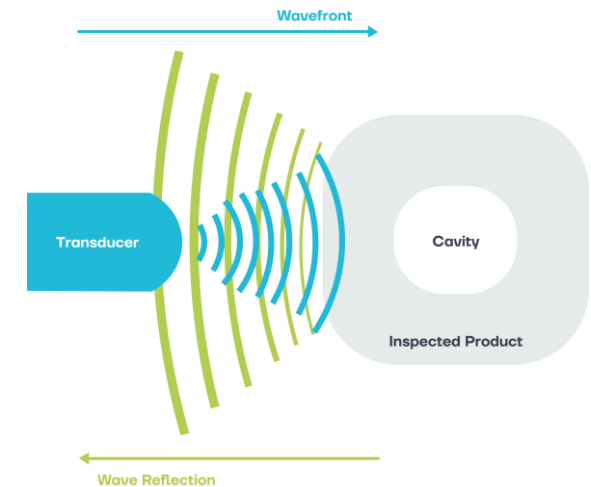 Wavefront
Transducer
Cavity
Inspected Product
Wave Reflection